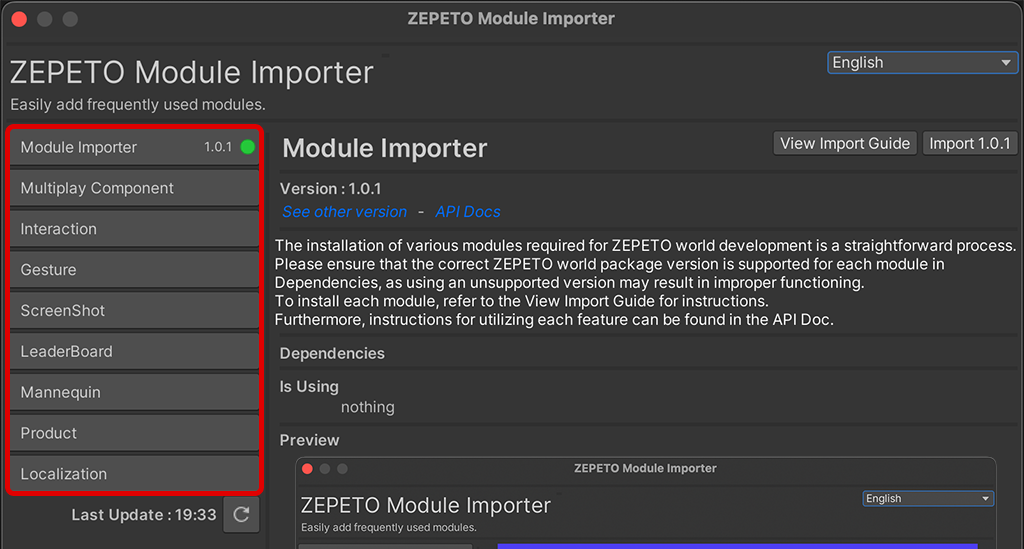 ZEPETO Module Importer
ZEPETO Module Importer
English
Easily add frequently used modules.
Module Importer 1.0.1
Multiplay Component
Interaction
Gesture
ScreenShot
LeaderBoard
Mannequin
Product
Localization
Last Update : 19:33
Module Importer
View Import Guide
Import 1.0.1
Version : 1.0.1
See other version - API Docs
The installation of various modules required for ZEPETO world development is a straightforward process.
Please ensure that the correct ZEPETO world package version is supported for each module in
Dependencies, as using an unsupported version may result in improper functioning.
To install each module, refer to the View Import Guide for instructions.
Furthermore, instructions for utilizing each feature can be found in the API Doc.
Dependencies
Is Using
nothing
Preview
ZEPETO Module Importer
ZEPETO Module Importer
English
Easily add frequently used modules.